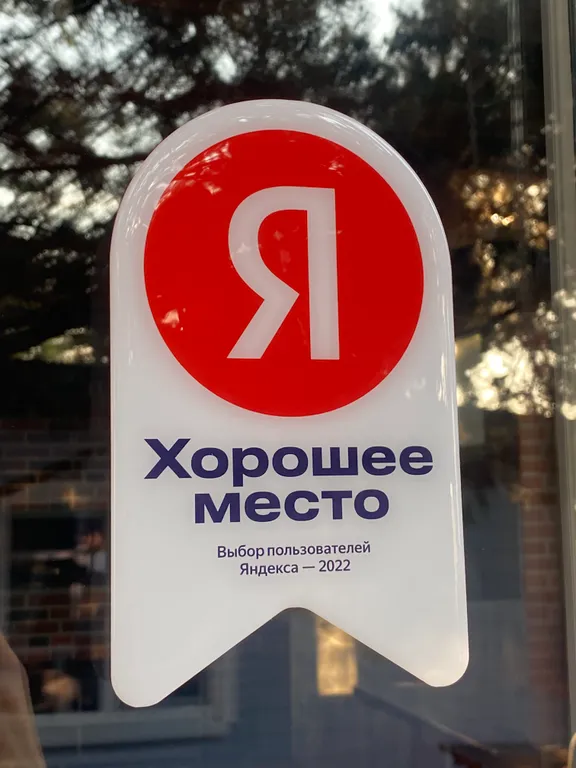 Я
Хорошее
место
Выбор пользователей
Яндекса — 2022